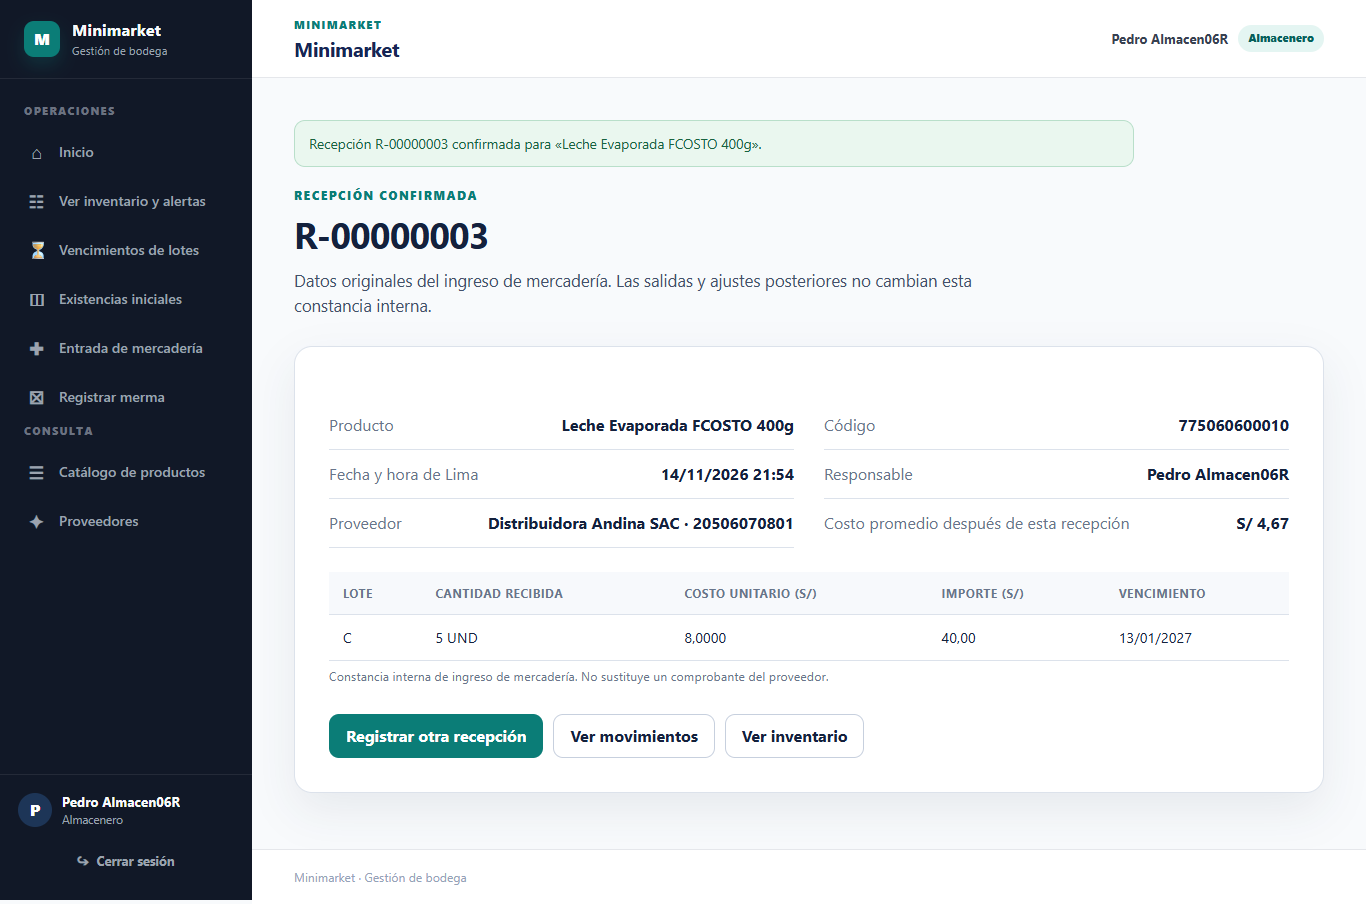 M
Minimarket
Gestión de bodega
OPERACIONES
Inicio
Ver inventario y alertas
Vencimientos de lotes
Existencias iniciales
Entrada de mercadería
Registrar merma
CONSULTA
Catálogo de productos
Proveedores
P
Pedro Almacen06R
Almacenero
Cerrar sesión
MINIMARKET
Minimarket
Pedro Almacen06R
Almacenero
Recepción R-00000003 confirmada para «Leche Evaporada FCOSTO 400g».
RECEPCIÓN CONFIRMADA
R-00000003
Datos originales del ingreso de mercadería. Las salidas y ajustes posteriores no cambian esta
constancia interna.
Producto Leche Evaporada FCOSTO 400g Código 775060600010
Fecha y hora de Lima 14/11/2026 21:54 Responsable Pedro Almacen06R
Proveedor Distribuidora Andina SAC · 20506070801 Costo promedio después de esta recepción S/ 4,67
LOTE CANTIDAD RECIBIDA COSTO UNITARIO (S/) IMPORTE (S/) VENCIMIENTO
C 5 UND 8,0000 40,00 13/01/2027
Constancia interna de ingreso de mercadería. No sustituye un comprobante del proveedor.
Registrar otra recepción Ver movimientos Ver inventario
Minimarket · Gestión de bodega